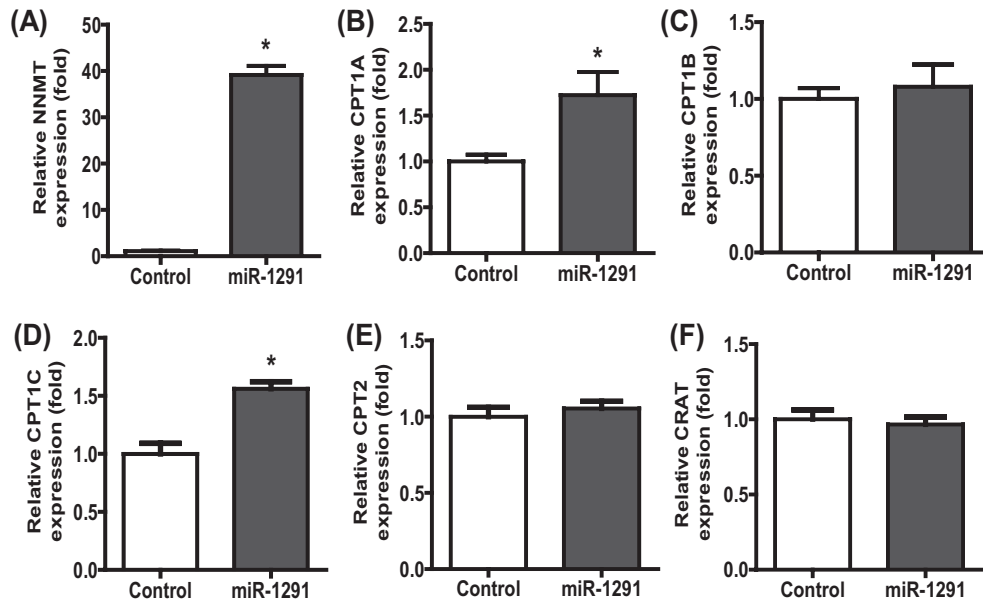 (A)
Relative NNMT
expression (fold)
50
40
30
20
10
0
*
Control
miR-1291
(B)
Relative CPT1A
expression (fold)
2.5
2.0
1.5
1.0
0.5
0.0
*
Control
miR-1291
(C)
Relative CPT1B
expression (fold)
1.5
1.0
0.5
0.0
Control
miR-1291
(D)
Relative CPT1C
expression (fold)
2.0
1.5
1.0
0.5
0.0
*
Control
miR-1291
(E)
Relative CPT2
expression (fold)
1.5
1.0
0.5
0.0
Control
miR-1291
(F)
Relative CRAT
expression (fold)
1.5
1.0
0.5
0.0
Control
miR-1291